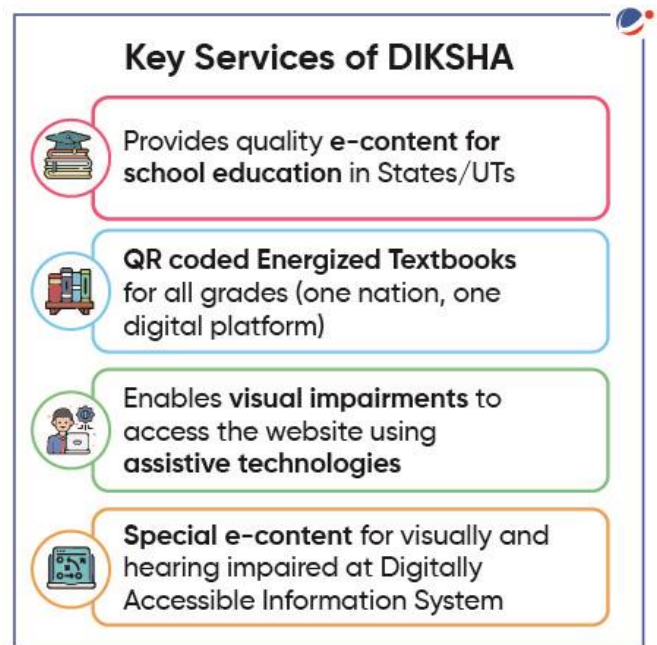 Key Services of DIKSHA
Provides quality e-content for
school education in States/UTs
QR coded Energized Textbooks
for all grades (one nation, one
digital platform)
Enables visual impairments to
access the website using
assistive technologies
Special e-content for visually and
hearing impaired at Digitally
Accessible Information System